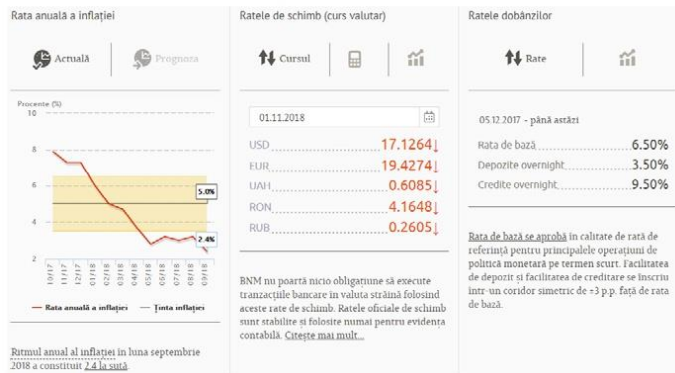 Rata anuală a inflației
Actuală
Prognoza
Procente (%)
10
8
6
4
2
5.0%
2.4%
10/17
11/17
12/17
01/18
02/18
03/18
04/18
05/18
06/18
07/18
08/18
09/18
Rata anuală a inflației
Ținta inflației
Ritmul anual al inflației în luna septembrie
2018 a constituit 2.4 la sută.
Ratele de schimb (curs valutar)
Cursul
01.11.2018
USD 17.1264↓
EUR 19.4274↓
UAH 0.6085↓
RON 4.1648↓
RUB 0.2605↓
BNM nu poartă nicio obligațiune să execute
tranzacțiile bancare în valuta străină folosind
aceste rate de schimb. Ratele oficiale de schimb
sunt stabilite și folosite numai pentru evidența
contabilă. Citește mai mult...
Ratele dobânzilor
Rate
05.12.2017 - până astăzi
Rata de bază 6.50%
Depozite overnight 3.50%
Credite overnight 9.50%
Rata de bază se aprobă în calitate de rată de
referință pentru principalele operațiuni de
politică monetară pe termen scurt. Facilitatea
de depozit și facilitatea de creditare se înscriu
într-un coridor simetric de ±3 p.p. față de rata
de bază.